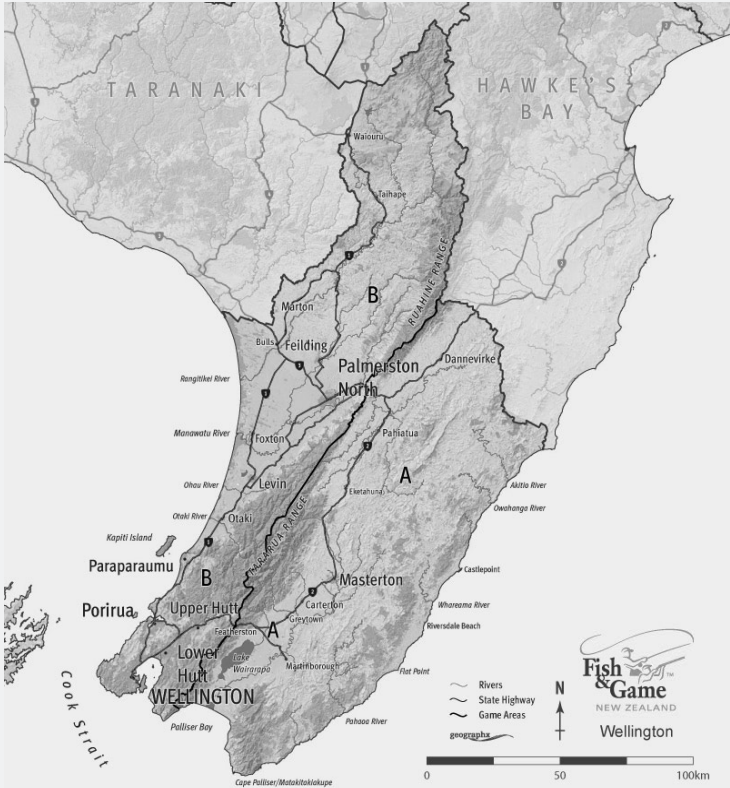 TARANAKI
HAWKE'S
BAY
Waiouru
Taihape
B
RUAHINE RANGE
Marton
Bulls
Feilding
Palmerston
North
Dannevirke
Rangitikei River
Manawatu River
Foxton
Pahiatua
A
Ohau River
Levin
Eketahuna
Akitio River
Otaki River
Otaki
Owahanga River
TARARUA RANGE
Kapiti Island
Paraparaumu
B
Masterton
Castlepoint
Whareama River
Porirua
Upper Hutt
Carterton
Greytown
Riversdale Beach
Featherston
A
Lower
Hutt
Lake
Wairarapa
Martinborough
Flat Point
WELLINGTON
Cook Strait
Palliser Bay
Pahaoa River
Cape Palliser/Matakitakiakupe
Rivers
State Highway
Game Areas
geographx
N
Fish
&Game
TM
NEW ZEALAND
Wellington
0
50
100km